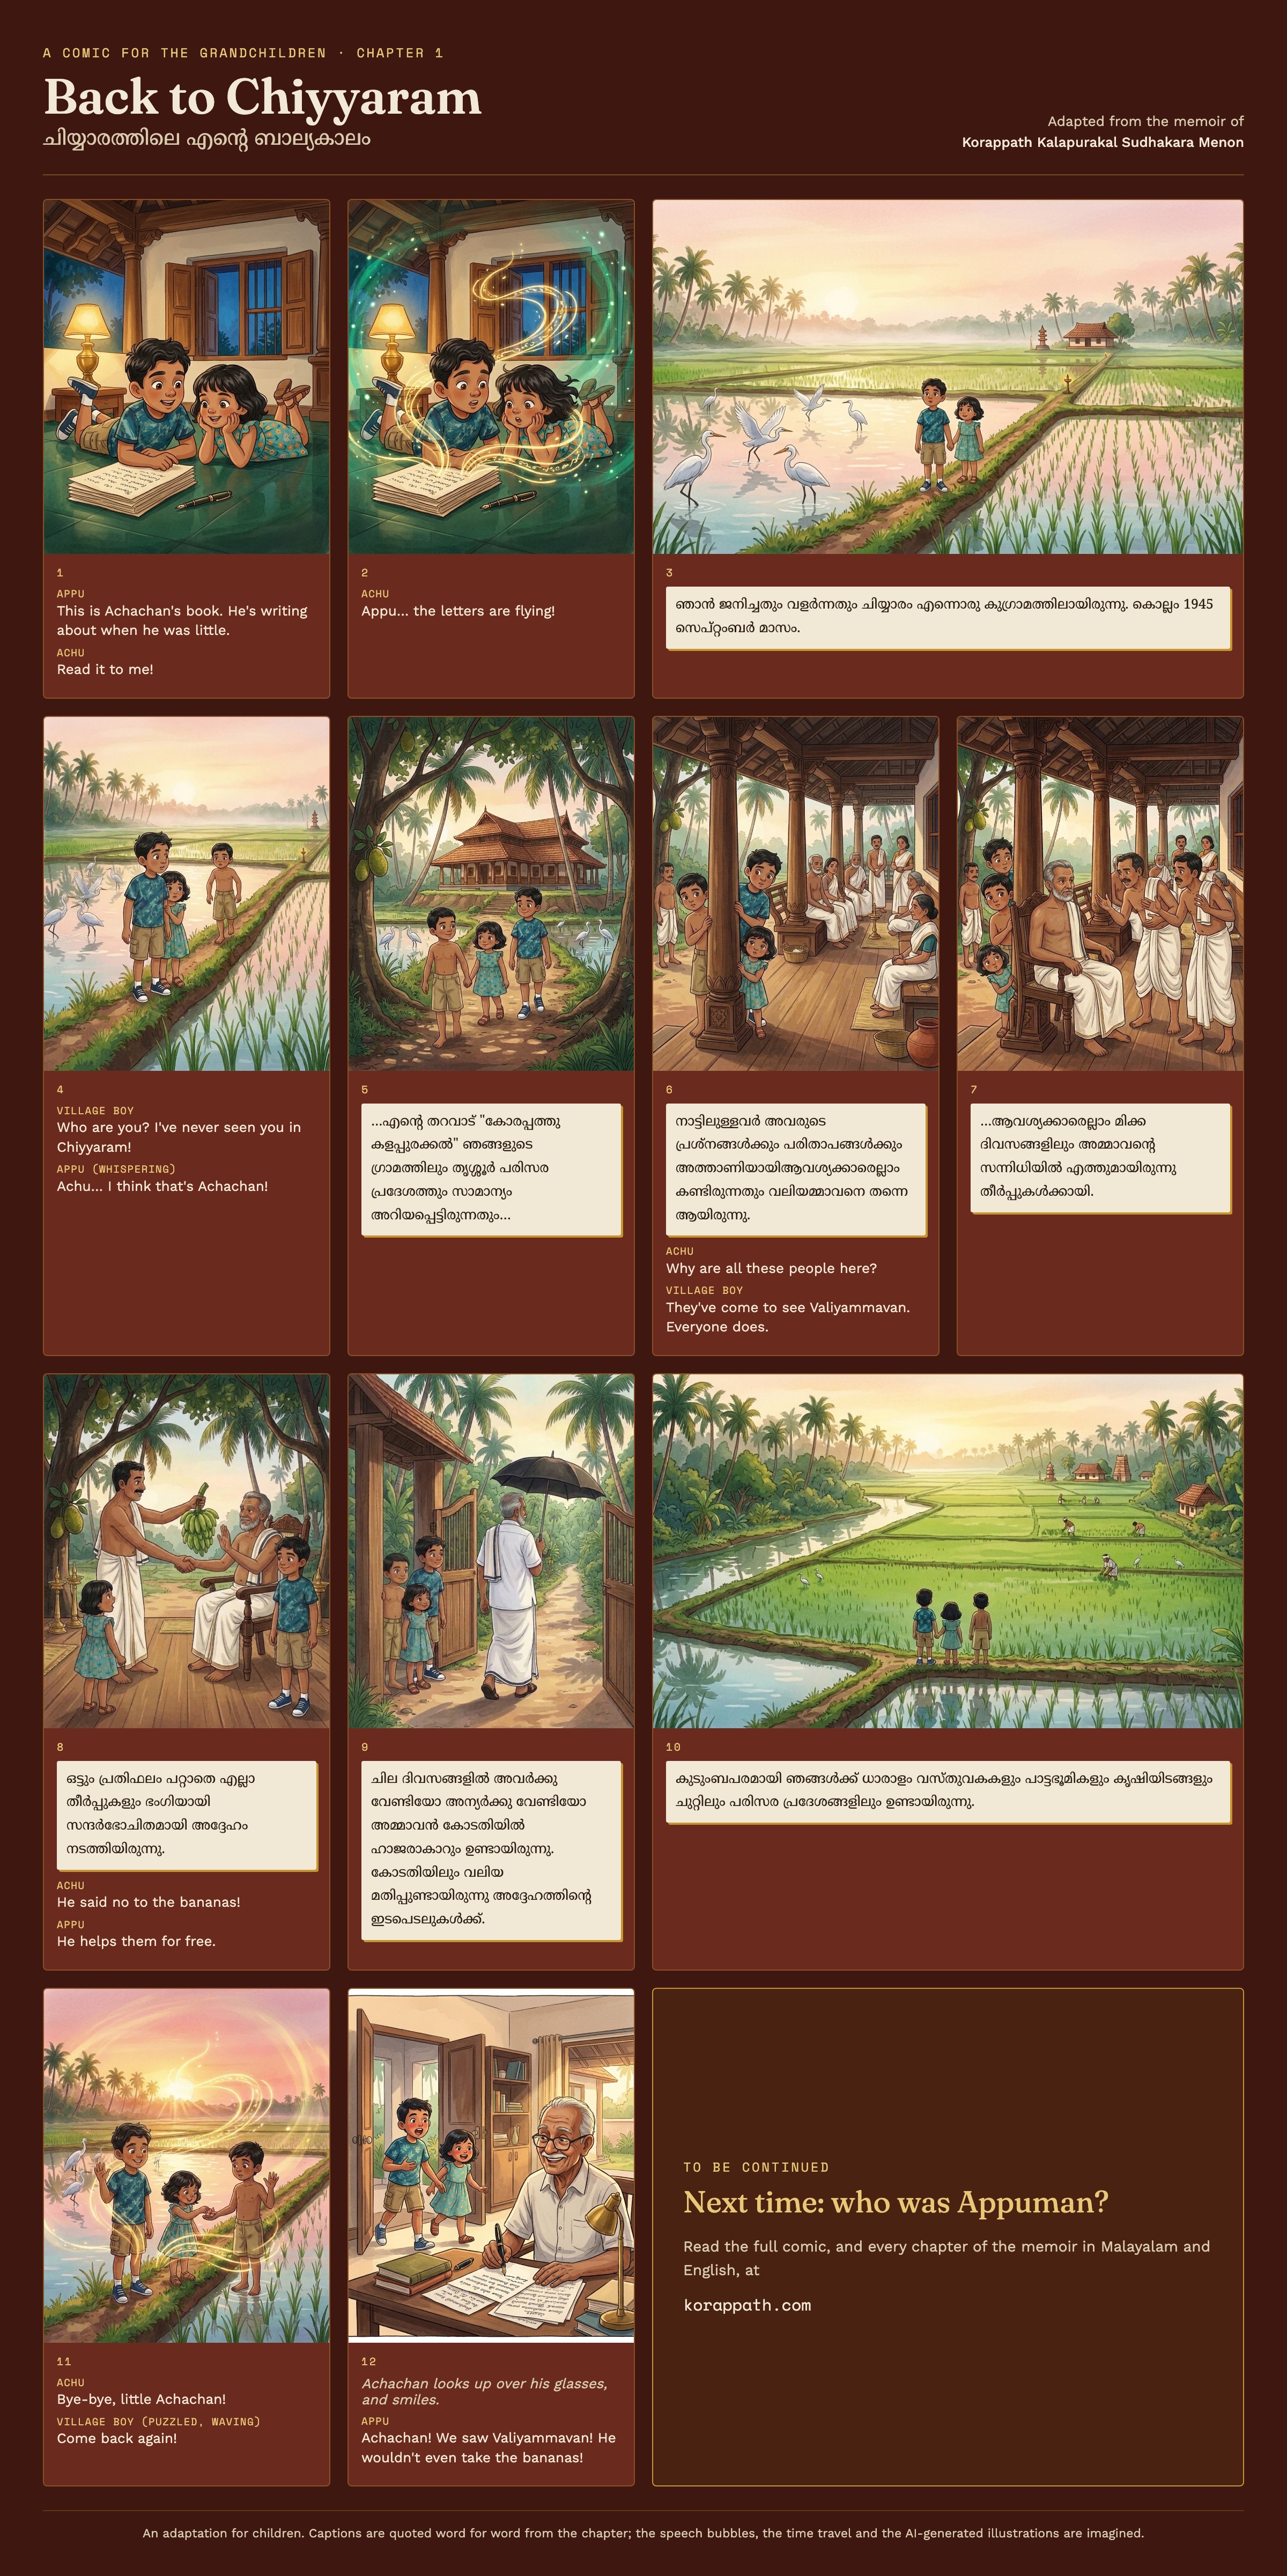 A COMIC FOR THE GRANDCHILDREN · CHAPTER 1
Back to Chiyyaram
ചിയ്യാരത്തിലെ എന്റെ ബാല്യകാലം
Adapted from the memoir of
Korappath Kalapurakal Sudhakara Menon
1
APPU
This is Achachan's book. He's writing
about when he was little.
ACHU
Read it to me!
2
ACHU
Appu... the letters are flying!
3
ഞാൻ ജനിച്ചതും വളർന്നതും ചിയ്യാരം എന്നൊരു കുഗ്രാമത്തിലായിരുന്നു. കൊല്ലം 1945
സെപ്റ്റംബർ മാസം.
4
VILLAGE BOY
Who are you? I've never seen you in
Chiyyaram!
APPU (WHISPERING)
Achu... I think that's Achachan!
5
...എന്റെ തറവാട് "കോരപ്പത്തു
കളപ്പുരക്കൽ" ഞങ്ങളുടെ
ഗ്രാമത്തിലും തൃശ്ശൂർ പരിസര
പ്രദേശത്തും സാമാന്യം
അറിയപ്പെട്ടിരുന്നതും...
6
നാട്ടിലുള്ളവർ അവരുടെ
പ്രശ്നങ്ങൾക്കും പരിതാപങ്ങൾക്കും
അത്താണിയായിആവശ്യക്കാരെല്ലാം
കണ്ടിരുന്നതും വലിയമ്മാവനെ തന്നെ
ആയിരുന്നു.
ACHU
Why are all these people here?
VILLAGE BOY
They've come to see Valiyammavan.
Everyone does.
7
...ആവശ്യക്കാരെല്ലാം മിക്ക
ദിവസങ്ങളിലും അമ്മാവന്റെ
സന്നിധിയിൽ എത്തുമായിരുന്നു
തീർപ്പുകൾക്കായി.
8
ഒട്ടും പ്രതിഫലം പറ്റാതെ എല്ലാ
തീർപ്പുകളും ഭംഗിയായി
സന്ദർഭോചിതമായി അദ്ദേഹം
നടത്തിയിരുന്നു.
ACHU
He said no to the bananas!
APPU
He helps them for free.
9
ചില ദിവസങ്ങളിൽ അവർക്കു
വേണ്ടിയോ അന്യർക്കു വേണ്ടിയോ
അമ്മാവൻ കോടതിയിൽ
ഹാജരാകാറും ഉണ്ടായിരുന്നു.
കോടതിയിലും വലിയ
മതിപ്പുണ്ടായിരുന്നു അദ്ദേഹത്തിന്റെ
ഇടപെടലുകൾക്ക്.
10
കുടുംബപരമായി ഞങ്ങൾക്ക് ധാരാളം വസ്തുവകകളും പാട്ടഭൂമികളും കൃഷിയിടങ്ങളും
ചുറ്റിലും പരിസര പ്രദേശങ്ങളിലും ഉണ്ടായിരുന്നു.
11
ACHU
Bye-bye, little Achachan!
VILLAGE BOY (PUZZLED, WAVING)
Come back again!
12
Achachan looks up over his glasses,
and smiles.
APPU
Achachan! We saw Valiyammavan! He
wouldn't even take the bananas!
TO BE CONTINUED
Next time: who was Appuman?
Read the full comic, and every chapter of the memoir in Malayalam and
English, at
korappath.com
An adaptation for children. Captions are quoted word for word from the chapter; the speech bubbles, the time travel and the AI-generated illustrations are imagined.